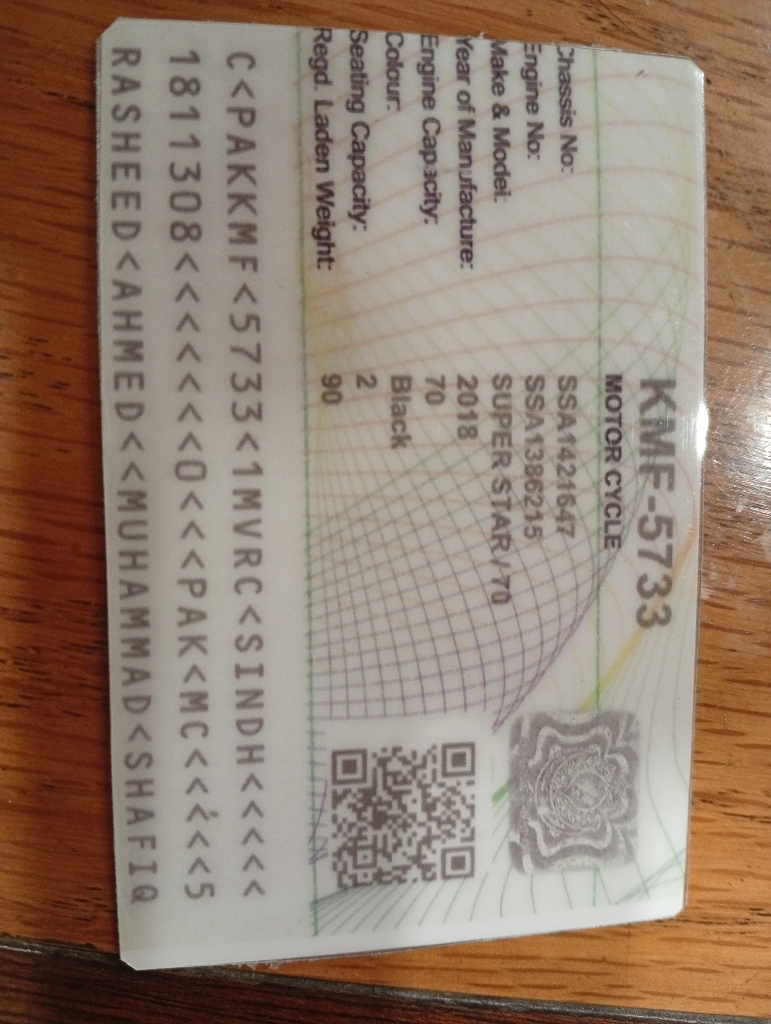 KMF-5733
MOTOR CYCLE
Chassis No: SSA1421647
Engine No: SSA1386215
Make & Model: SUPER STAR / 70
Year of Manufacture: 2018
Engine Capacity: 70
Colour: Black
Seating Capacity: 2
Regd. Laden Weight: 90
C<PAKKMF<5733<1MVRC<SINDH<<<<<
1811308<<<<<<<0<<<PAK<MC<<<<<5
RASHEED<AHMED<<MUHAMMAD<SHAFIQ